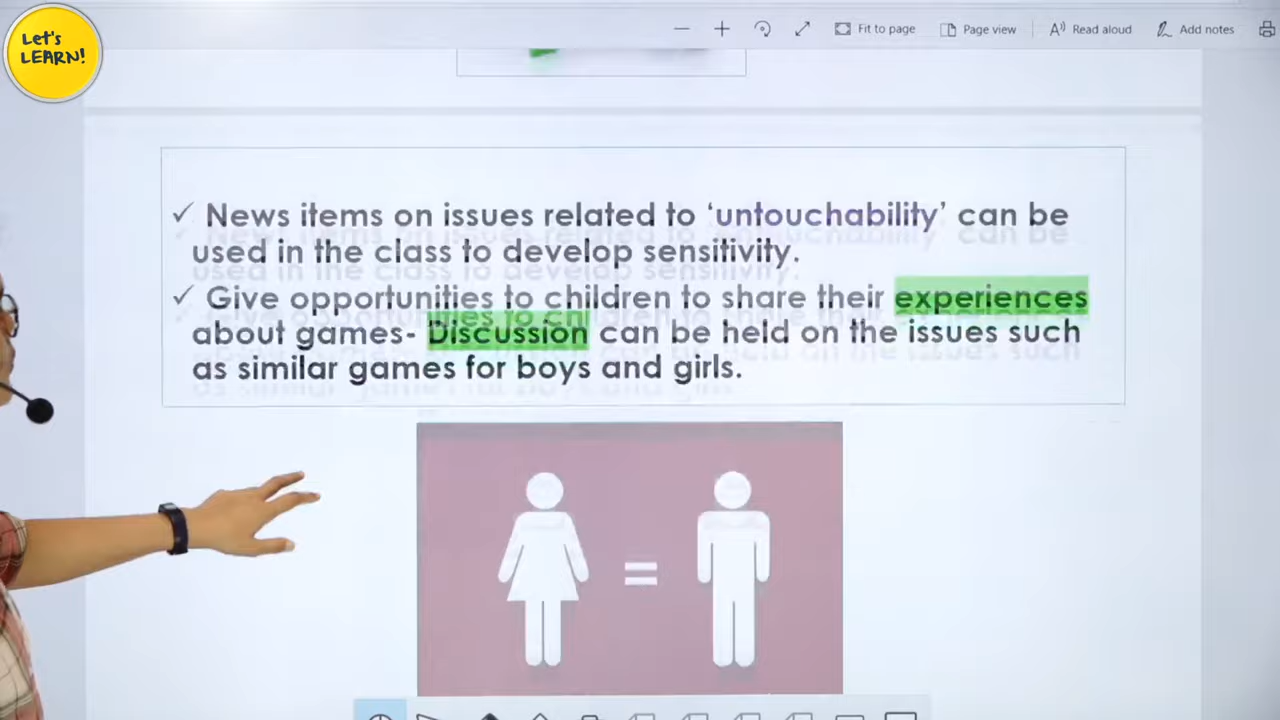 Let's
LEARN!
Fit to page
Page view
Read aloud
Add notes
✓ News items on issues related to ‘untouchability’ can be
used in the class to develop sensitivity.
✓ Give opportunities to children to share their experiences
about games- Discussion can be held on the issues such
as similar games for boys and girls.
=